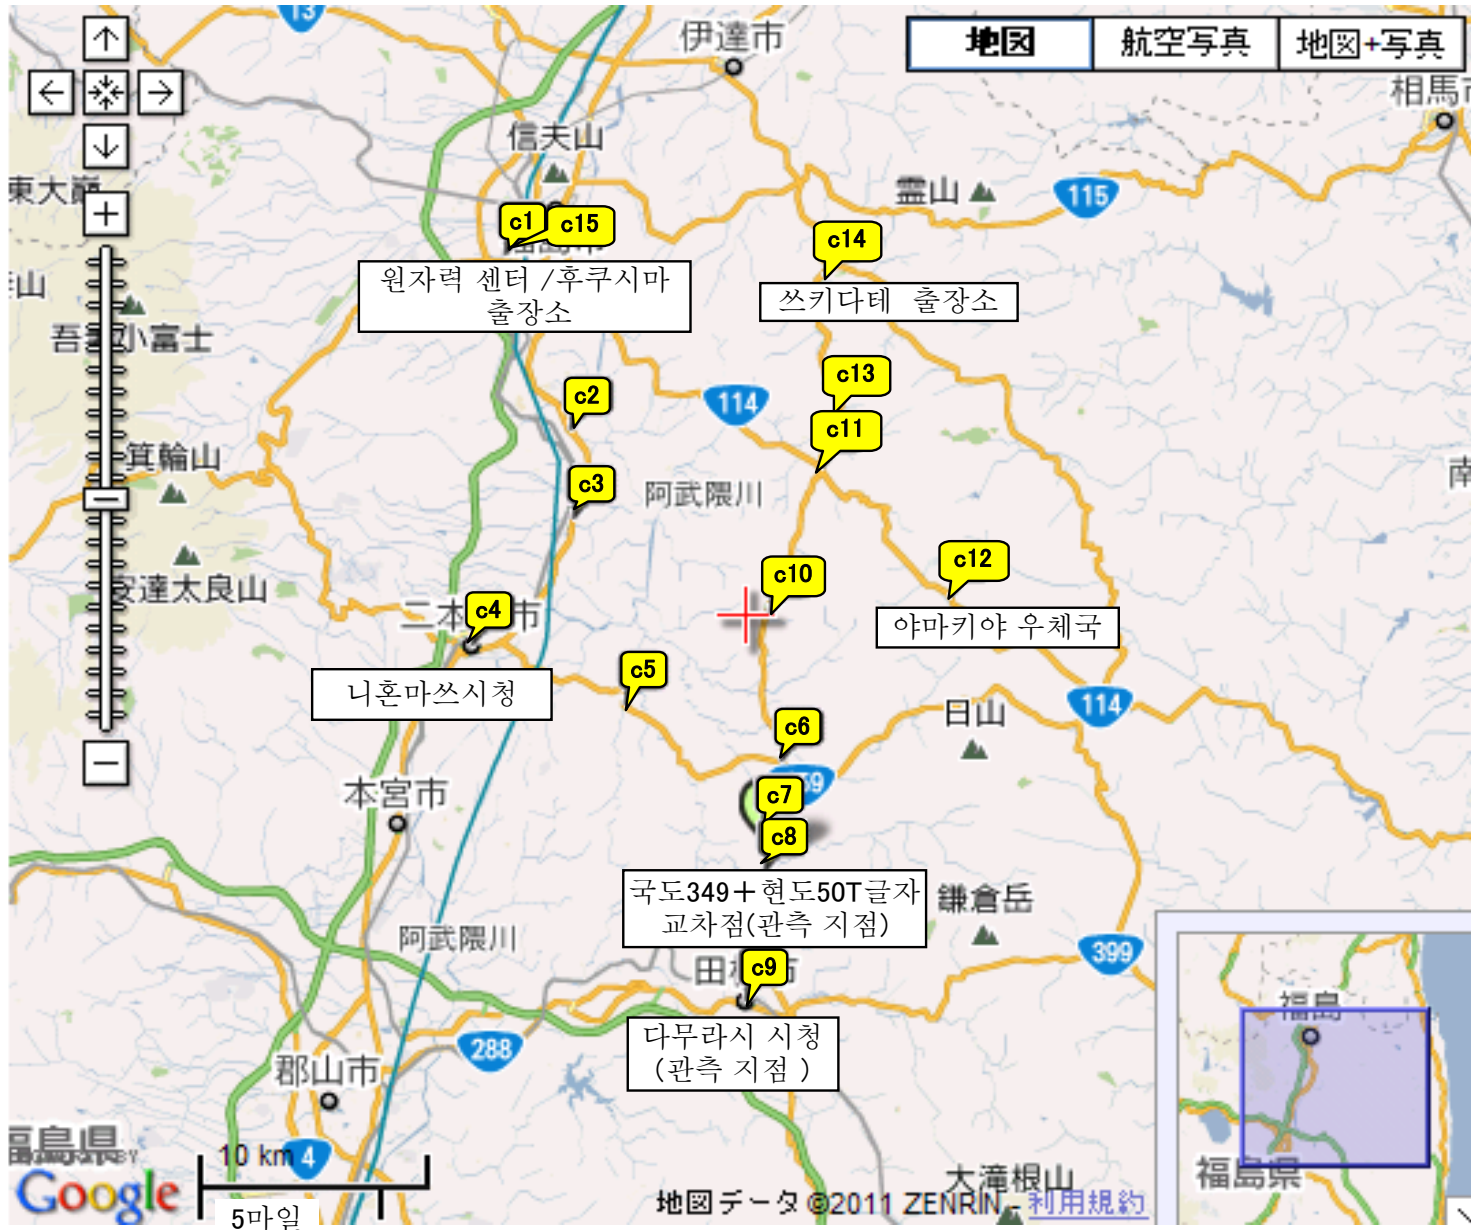 13
伊達市
地図
航空写真
地図+写真
相馬市
信夫山
東大巌
霊山
115
c1
c15
c14
원자력 센터 /후쿠시마
출장소
쓰키다테 출장소
吾妻小富士
c13
c2
114
c11
箕輪山
c3
阿武隈川
南
c12
c10
安達太良山
二本
c4
市
야마키야 우체국
c5
니혼마쓰시청
114
日山
c6
本宮市
c7
59
c8
국도349＋현도50T글자
교차점(관측 지점)
鎌倉岳
阿武隈川
399
田
c9
市
다무라시 시청
(관측 지점 )
288
郡山市
福島
福島県
福島県
10 km
4
Google
5마일
大滝根山
地図データ ©2011 ZENRIN - 利用規約